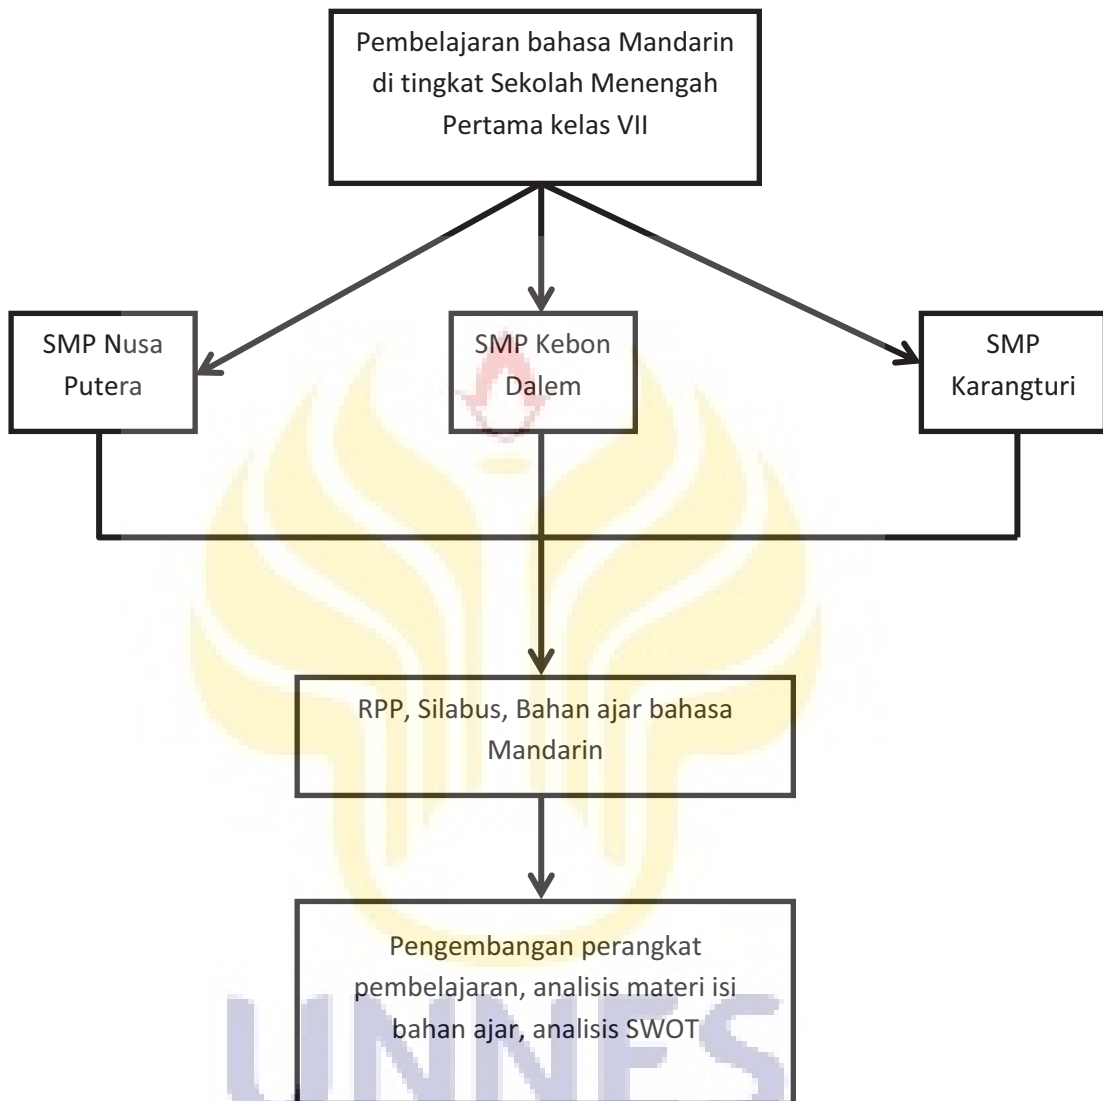 Pembelajaran bahasa Mandarin
di tingkat Sekolah Menengah
Pertama kelas VII
SMP Nusa
Putera
SMP Kebon
Dalem
SMP
Karangturi
RPP, Silabus, Bahan ajar bahasa
Mandarin
Pengembangan perangkat
pembelajaran, analisis materi isi
bahan ajar, analisis SWOT
UNNES